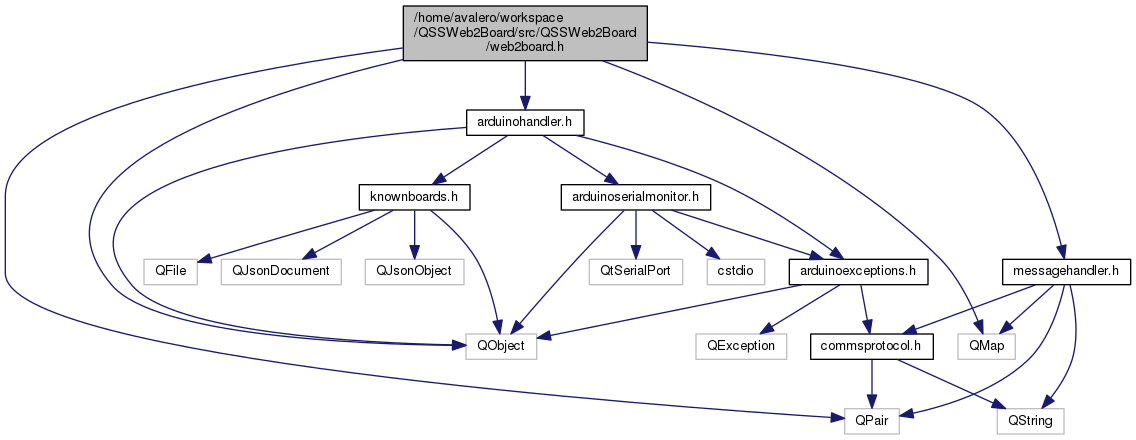 /home/avalero/workspace
/QSSWeb2Board/src/QSSWeb2Board
/web2board.h
arduinohandler.h
knownboards.h
arduinoserialmonitor.h
QFile
QJsonDocument
QJsonObject
QtSerialPort
cstdio
arduinoexceptions.h
messagehandler.h
QObject
QException
commsprotocol.h
QMap
QPair
QString